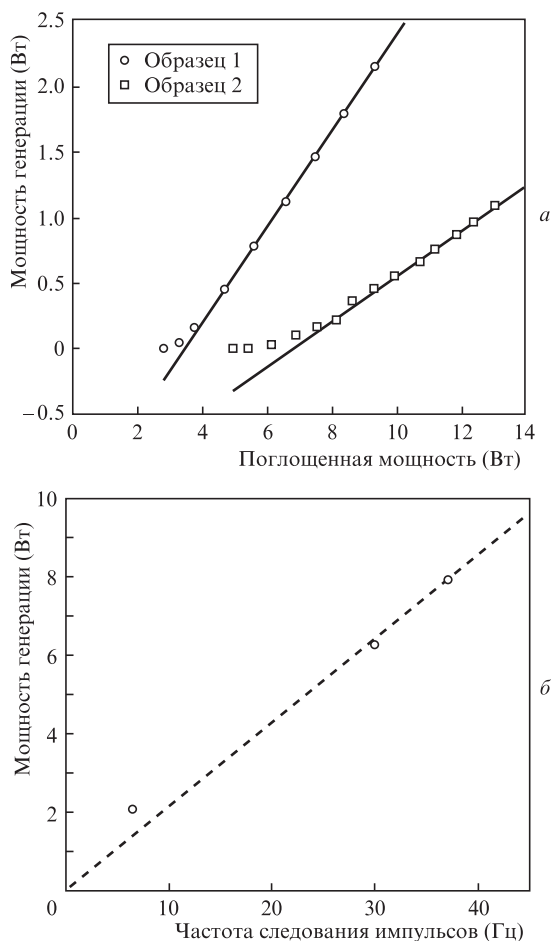 2.5
Образец 1
Образец 2
2.0
1.5
1.0
0.5
0
−0.5
Мощность генерации (Вт)
а
0 2 4 6 8 10 12 14
Поглощенная мощность (Вт)
10
8
6
4
2
Мощность генерации (Вт)
б
0 10 20 30 40
Частота следования импульсов (Гц)